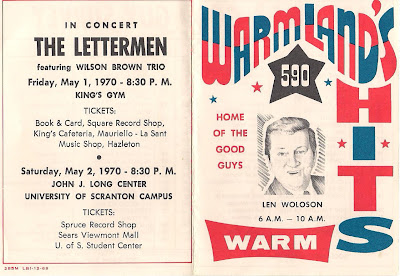 IN CONCERT
THE LETTERMEN
featuring WILSON BROWN TRIO
Friday, May 1, 1970 - 8:30 P. M.
KING'S GYM
TICKETS:
Book & Card, Square Record Shop,
King's Cafeteria, Mauriello - La Sant
Music Shop, Hazleton
•
Saturday, May 2, 1970 - 8:30 P. M.
JOHN J. LONG CENTER
UNIVERSITY OF SCRANTON CAMPUS
TICKETS:
Spruce Record Shop
Sears Viewmont Mall
U. of S. Student Center
WARMLAND'S
590
HITS
HOME
OF THE
GOOD
GUYS
LEN WOLOSON
6 A.M. — 10 A.M.
WARM